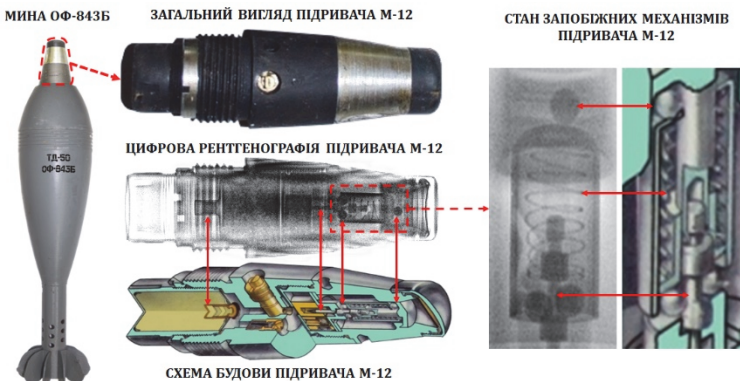 МИНА ОФ-843Б
ЗАГАЛЬНИЙ ВИГЛЯД ПІДРИВАЧА М-12
СТАН ЗАПОБІЖНИХ МЕХАНІЗМІВ
ПІДРИВАЧА М-12
ЦИФРОВА РЕНТГЕНОГРАФІЯ ПІДРИВАЧА М-12
ТД-50
ОФ-843Б
СХЕМА БУДОВИ ПІДРИВАЧА М-12